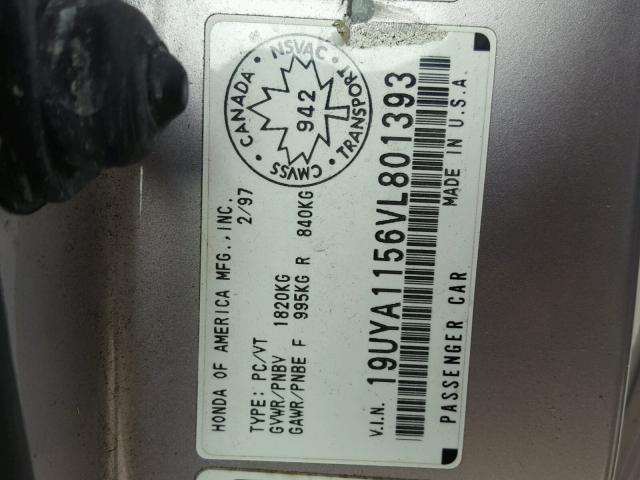 HONDA OF AMERICA MFG., INC.
2/97
TYPE: PC/VT
GVWR/PNBV 1820KG
GAWR/PNBE F 995KG R 840KG
CANADA NSVAC TRANSPORT CMVSS
942
V.I.N. 19UYA1156VL801393
PASSENGER CAR
MADE IN U.S.A.